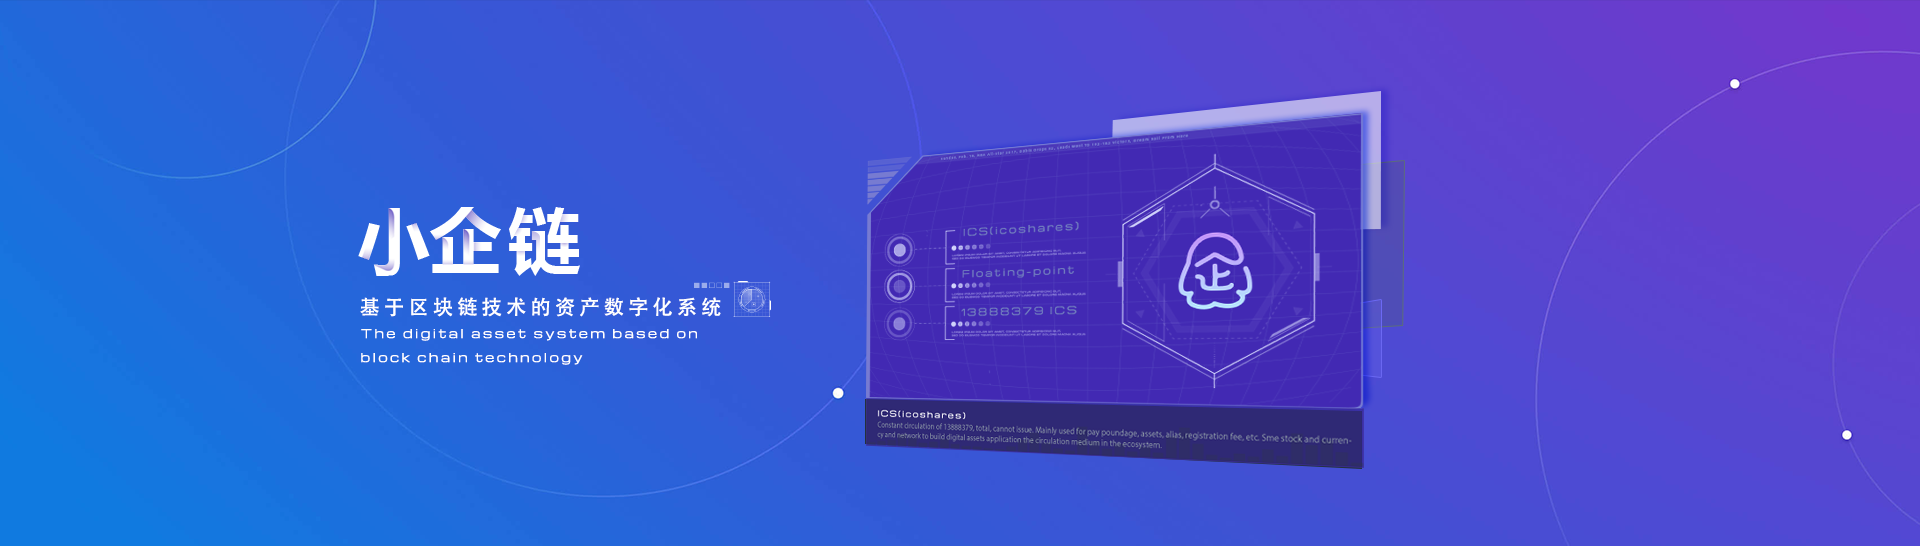 小企链
基于区块链技术的资产数字化系统
The digital asset system based on
block chain technology
ICS(icoshares)
Floating-point
13888379 ICS
企
ICS(icoshares)
Constant circulation of 13888379, total, cannot issue. Mainly used for pay poundage, assets, alias, registration fee, etc. Sme stock and curren-
cy and network to build digital assets application the circulation medium in the ecosystem.